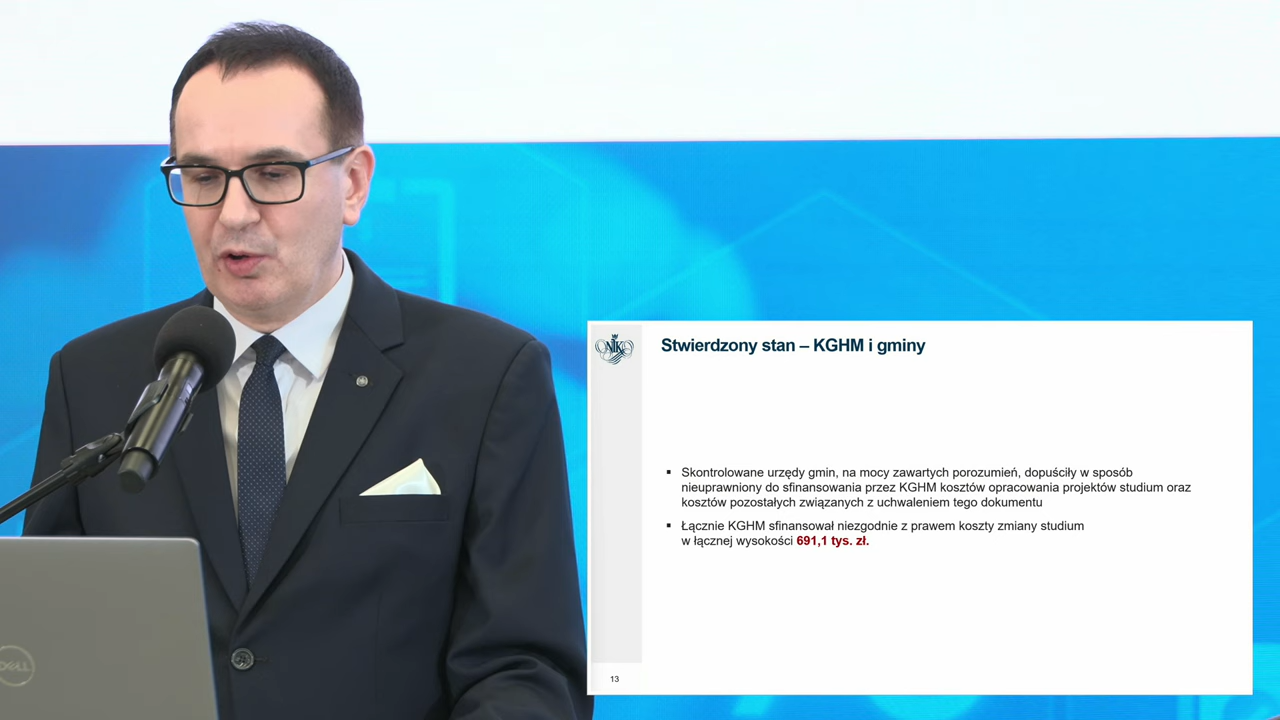 NIK
Stwierdzony stan – KGHM i gminy
▪ Skontrolowane urzędy gmin, na mocy zawartych porozumień, dopuściły w sposób
nieuprawniony do sfinansowania przez KGHM kosztów opracowania projektów studium oraz
kosztów pozostałych związanych z uchwaleniem tego dokumentu
▪ Łącznie KGHM sfinansował niezgodnie z prawem koszty zmiany studium
w łącznej wysokości 691,1 tys. zł.
13
DELL